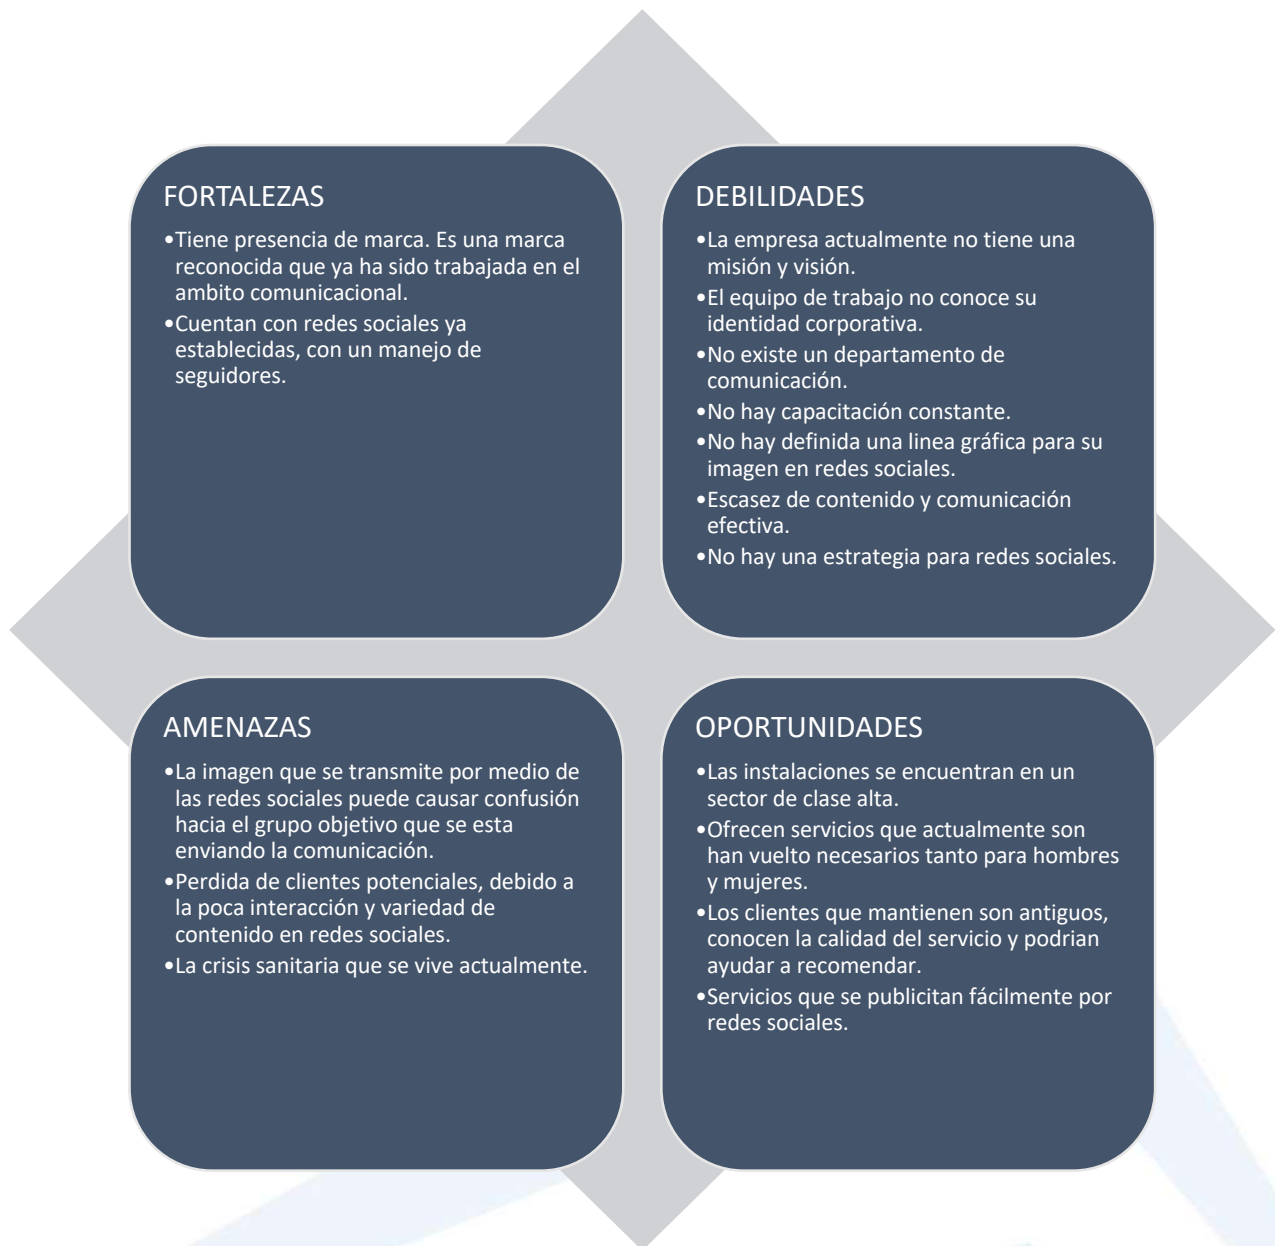 FORTALEZAS
•Tiene presencia de marca. Es una marca
reconocida que ya ha sido trabajada en el
ambito comunicacional.
•Cuentan con redes sociales ya
establecidas, con un manejo de
seguidores.
DEBILIDADES
•La empresa actualmente no tiene una
misión y visión.
•El equipo de trabajo no conoce su
identidad corporativa.
•No existe un departamento de
comunicación.
•No hay capacitación constante.
•No hay definida una linea gráfica para su
imagen en redes sociales.
•Escasez de contenido y comunicación
efectiva.
•No hay una estrategia para redes sociales.
AMENAZAS
•La imagen que se transmite por medio de
las redes sociales puede causar confusión
hacia el grupo objetivo que se esta
enviando la comunicación.
•Perdida de clientes potenciales, debido a
la poca interacción y variedad de
contenido en redes sociales.
•La crisis sanitaria que se vive actualmente.
OPORTUNIDADES
•Las instalaciones se encuentran en un
sector de clase alta.
•Ofrecen servicios que actualmente son
han vuelto necesarios tanto para hombres
y mujeres.
•Los clientes que mantienen son antiguos,
conocen la calidad del servicio y podrian
ayudar a recomendar.
•Servicios que se publicitan fácilmente por
redes sociales.